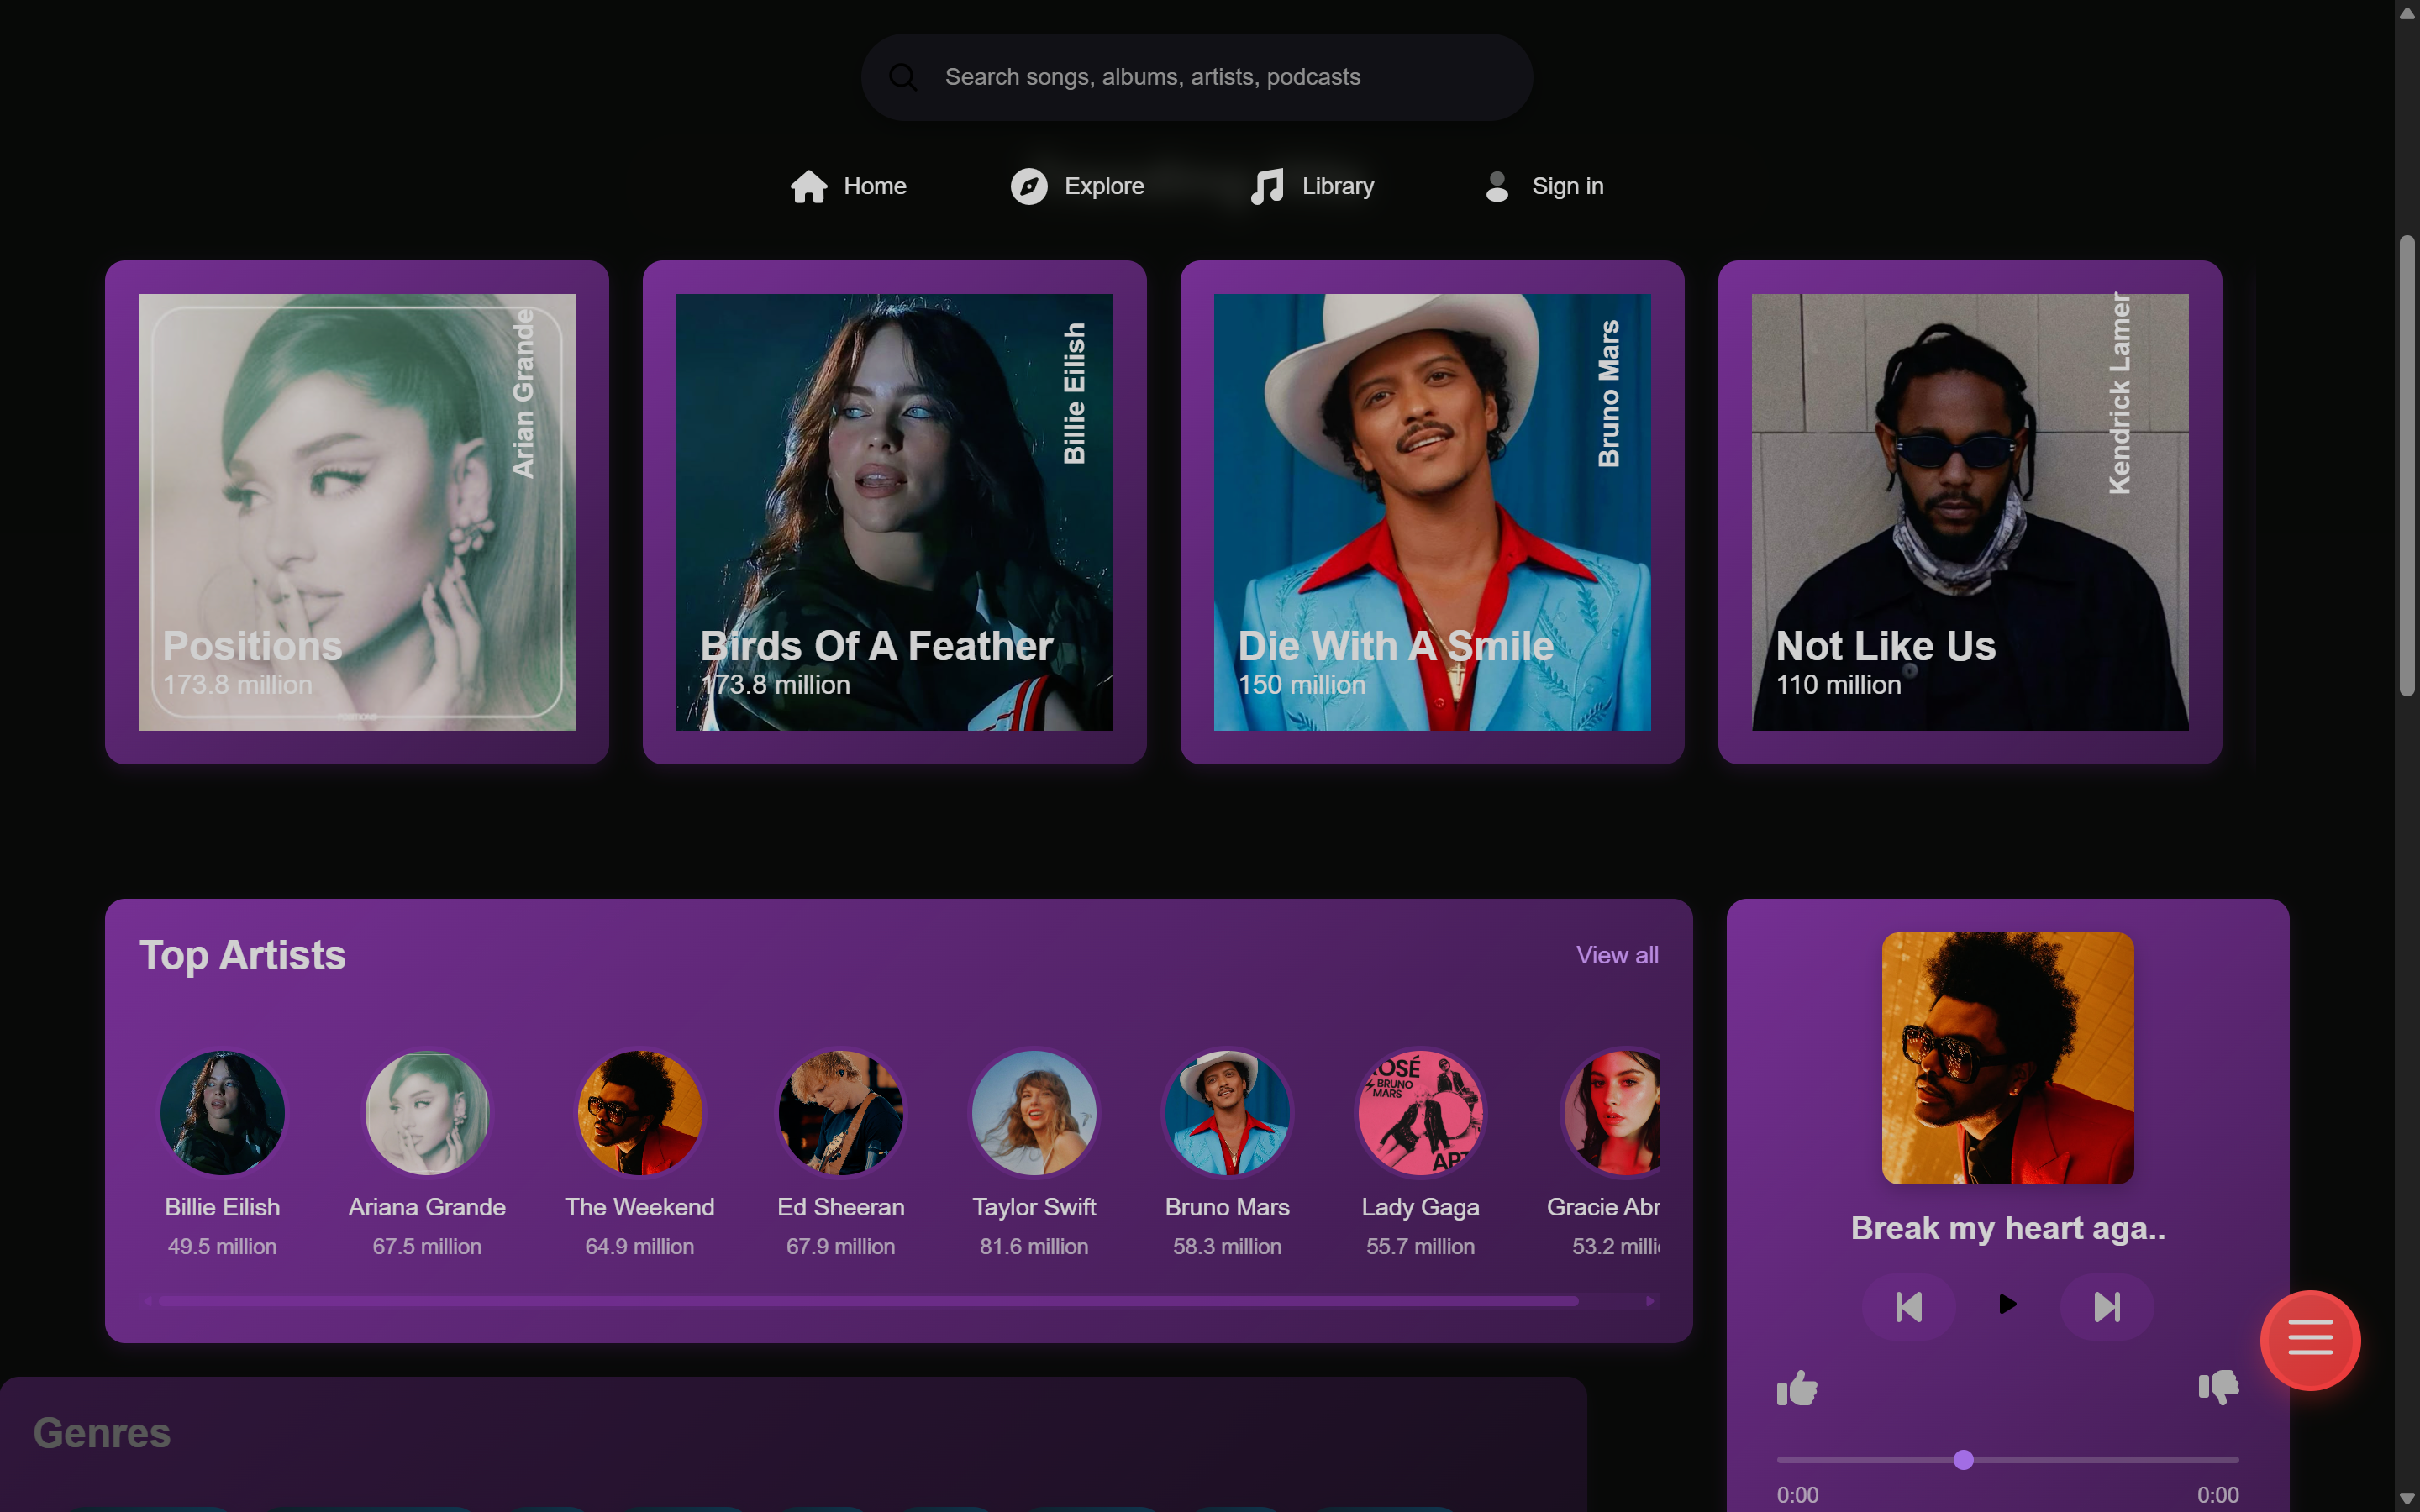 Search songs, albums, artists, podcasts
Home
Explore
Library
Sign in
Arian Grande
Positions
173.8 million
POSITIONS
Billie Eilish
Birds Of A Feather
173.8 million
Bruno Mars
Die With A Smile
150 million
Kendrick Lamer
Not Like Us
110 million
Top Artists
View all
ROSÉ
BRUNO
MARS
APT
Billie Eilish
49.5 million
Ariana Grande
67.5 million
The Weekend
64.9 million
Ed Sheeran
67.9 million
Taylor Swift
81.6 million
Bruno Mars
58.3 million
Lady Gaga
55.7 million
Gracie Abr
53.2 milli
Break my heart aga..
0:00
0:00
Genres